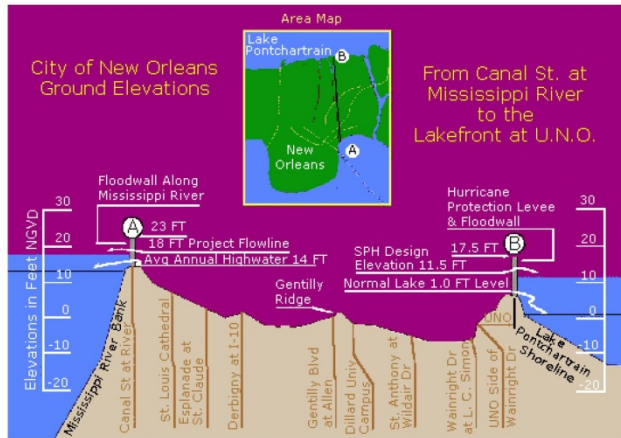 Area Map
Lake
Pontchartrain
B
A
New
Orleans
City of New Orleans
Ground Elevations
From Canal St. at
Mississippi River
to the
Lakefront at U.N.O.
Floodwall Along
Mississippi River
Hurricane
Protection Levee
& Floodwall
Elevations in Feet NGVD
30
20
10
0
-10
-20
A
23 FT
18 FT Project Flowline
Avg Annual Highwater 14 FT
Gentilly
Ridge
SPH Design
Elevation 11.5 FT
Normal Lake 1.0 FT Level
17.5 FT
B
30
20
10
0
-10
-20
Mississippi River Bank
Canal St at River
St. Louis Cathedral
Esplanade at
St. Claude
Derbigny at I-10
Gentilly Blvd
at Allen
Dillard Univ.
Campus
St. Anthony at
Wildair Dr
Wainright Dr
at L. C. Simon
UNO
UNO Side of
Wainright Dr
Lake
Pontchartrain
Shoreline